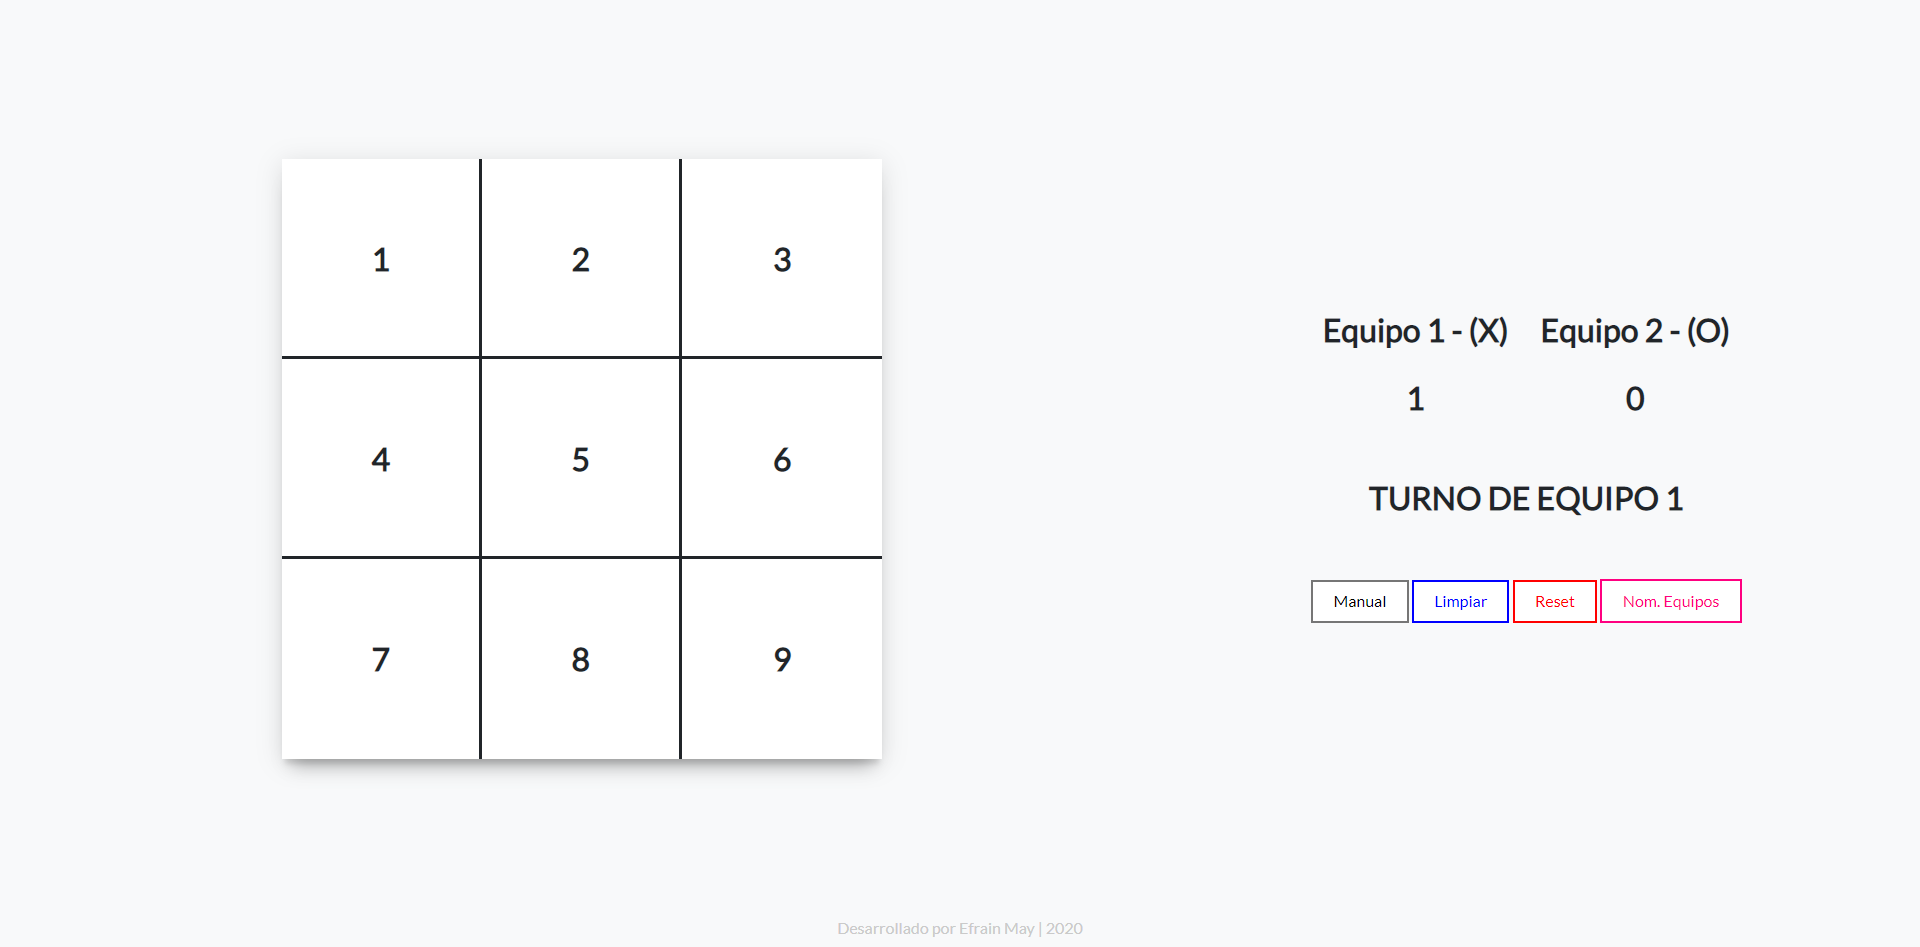 1 2 3
4 5 6
7 8 9
Equipo 1 - (X) Equipo 2 - (O)
1 0
TURNO DE EQUIPO 1
Manual Limpiar Reset Nom. Equipos
Desarrollado por Efrain May | 2020